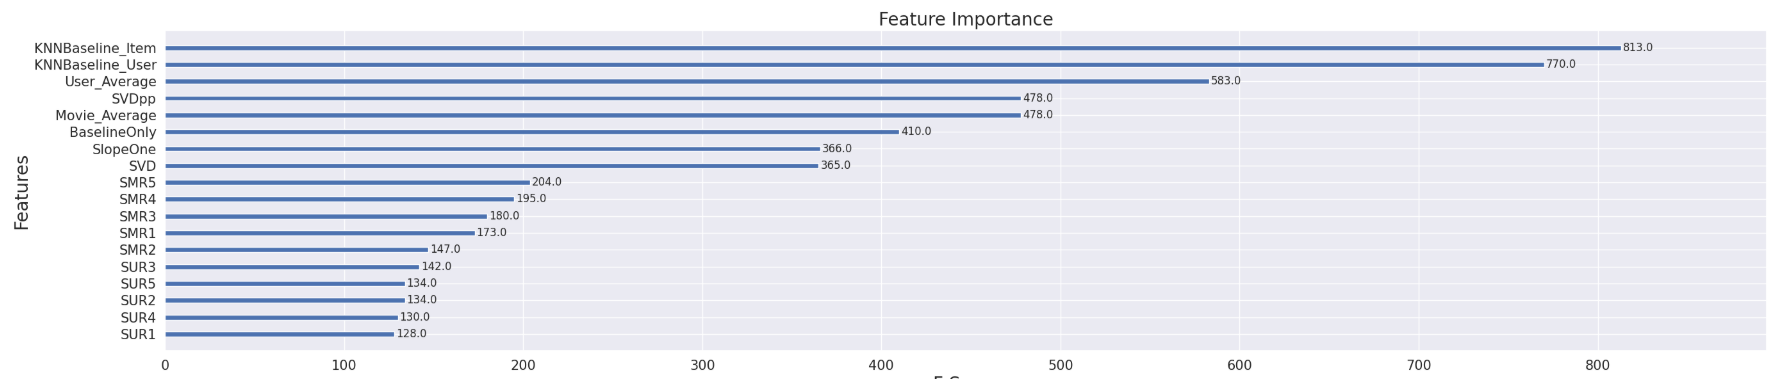 Feature Importance
Features
KNNBaseline_Item 813.0
KNNBaseline_User 770.0
User_Average 583.0
SVDpp 478.0
Movie_Average 478.0
BaselineOnly 410.0
SlopeOne 366.0
SVD 365.0
SMR5 204.0
SMR4 195.0
SMR3 180.0
SMR1 173.0
SMR2 147.0
SUR3 142.0
SUR5 134.0
SUR2 134.0
SUR4 130.0
SUR1 128.0
0 100 200 300 400 500 600 700 800